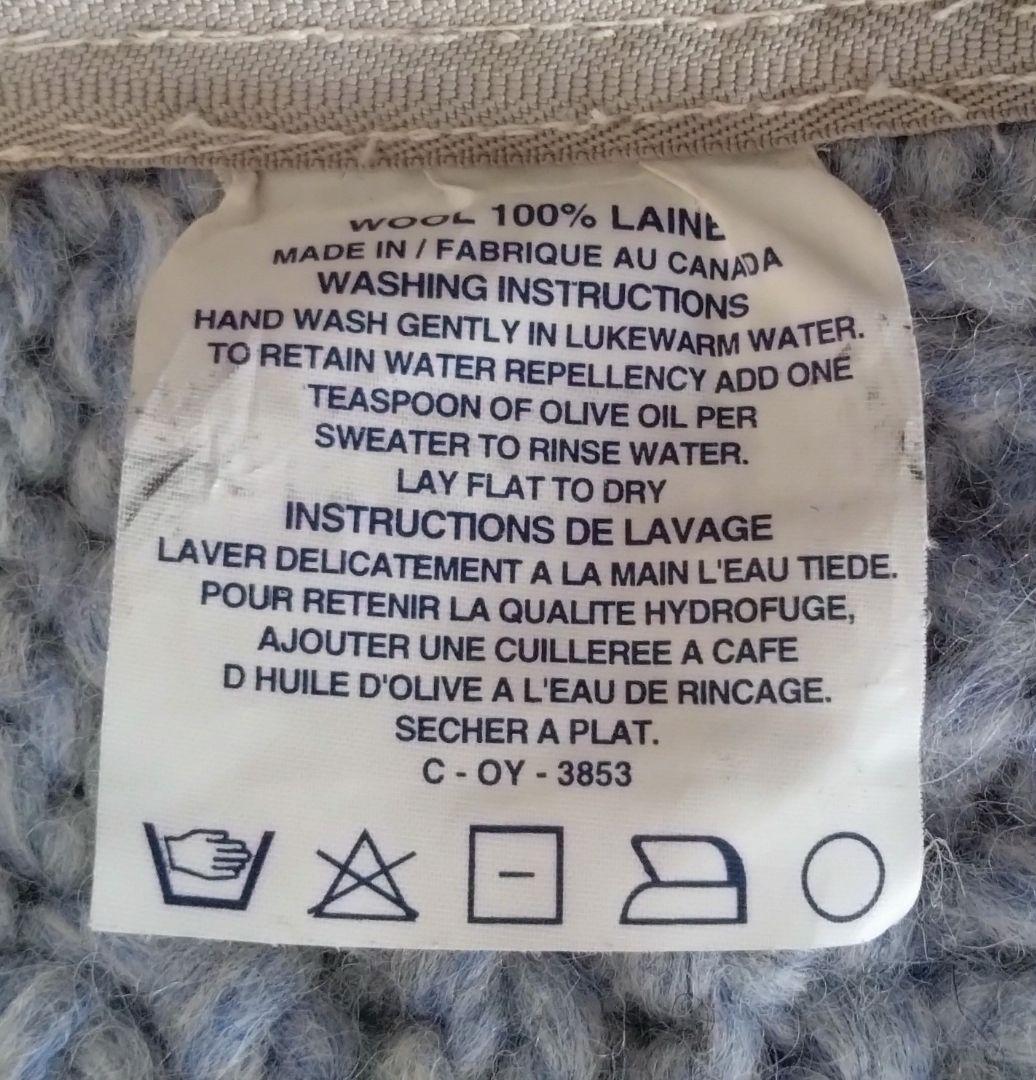 WOOL 100% LAINE
MADE IN / FABRIQUE AU CANADA
WASHING INSTRUCTIONS
HAND WASH GENTLY IN LUKEWARM WATER.
TO RETAIN WATER REPELLENCY ADD ONE
TEASPOON OF OLIVE OIL PER
SWEATER TO RINSE WATER.
LAY FLAT TO DRY
INSTRUCTIONS DE LAVAGE
LAVER DELICATEMENT A LA MAIN L'EAU TIEDE.
POUR RETENIR LA QUALITE HYDROFUGE,
AJOUTER UNE CUILLEREE A CAFE
D HUILE D'OLIVE A L'EAU DE RINCAGE.
SECHER A PLAT.
C - OY - 3853